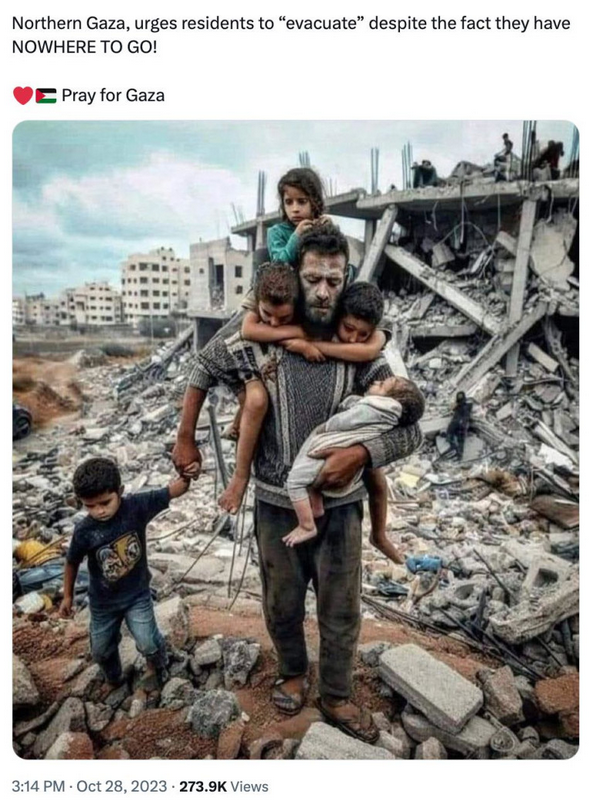 Northern Gaza, urges residents to “evacuate” despite the fact they have
NOWHERE TO GO!
❤️🇵🇸 Pray for Gaza
3:14 PM · Oct 28, 2023 · 273.9K Views